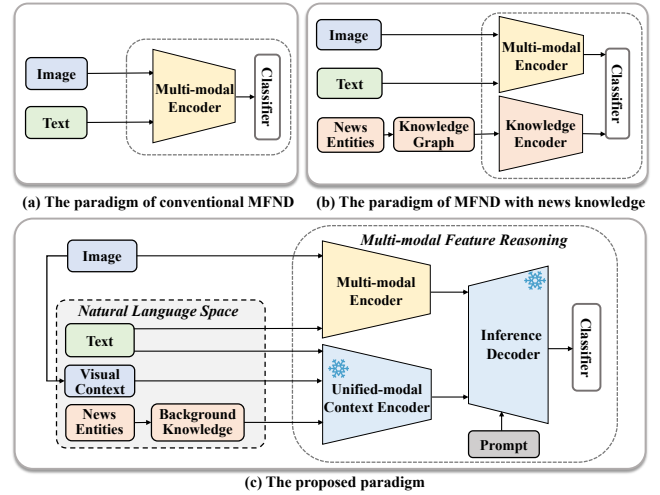 Image
Text
Multi-modal
Encoder
Classifier
(a) The paradigm of conventional MFND
Image
Text
News
Entities
Knowledge
Graph
Multi-modal
Encoder
Knowledge
Encoder
Classifier
(b) The paradigm of MFND with news knowledge
Multi-modal Feature Reasoning
Image
Natural Language Space
Text
Visual
Context
News
Entities
Background
Knowledge
Multi-modal
Encoder
Unified-modal
Context Encoder
Inference
Decoder
Prompt
Classifier
(c) The proposed paradigm